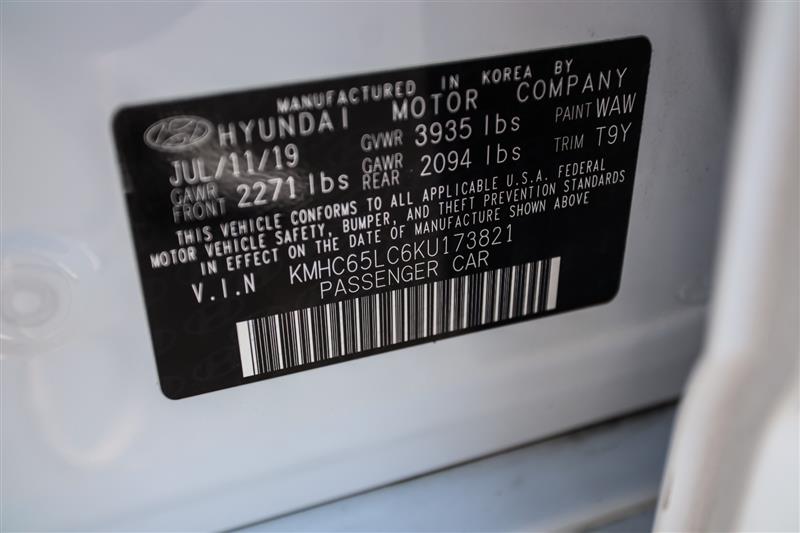 MANUFACTURED IN KOREA BY
HYUNDAI MOTOR COMPANY
JUL/11/19 GVWR 3935 lbs PAINT WAW
GAWR FRONT 2271 lbs GAWR REAR 2094 lbs TRIM T9Y
THIS VEHICLE CONFORMS TO ALL APPLICABLE U.S.A. FEDERAL
MOTOR VEHICLE SAFETY, BUMPER, AND THEFT PREVENTION STANDARDS
IN EFFECT ON THE DATE OF MANUFACTURE SHOWN ABOVE
V.I.N KMHC65LC6KU173821
PASSENGER CAR